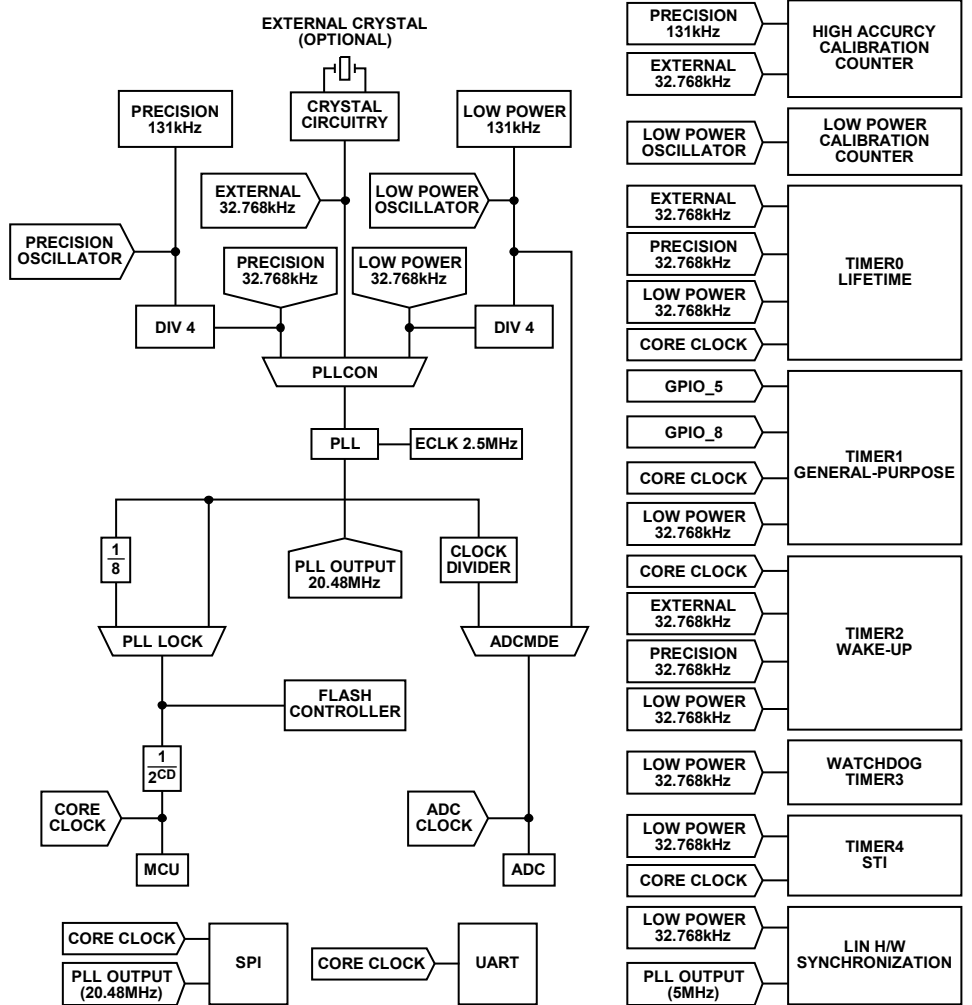 EXTERNAL CRYSTAL
(OPTIONAL)
PRECISION
131kHz
CRYSTAL
CIRCUITRY
LOW POWER
131kHz
EXTERNAL
32.768kHz
LOW POWER
OSCILLATOR
PRECISION
OSCILLATOR
PRECISION
32.768kHz
LOW POWER
32.768kHz
DIV 4
DIV 4
PLLCON
PLL
ECLK 2.5MHz
1
8
PLL OUTPUT
20.48MHz
CLOCK
DIVIDER
PLL LOCK
ADCMDE
FLASH
CONTROLLER
1
2CD
CORE
CLOCK
ADC
CLOCK
MCU
ADC
CORE CLOCK
PLL OUTPUT
(20.48MHz)
SPI
CORE CLOCK
UART
PRECISION
131kHz
EXTERNAL
32.768kHz
HIGH ACCURCY
CALIBRATION
COUNTER
LOW POWER
OSCILLATOR
LOW POWER
CALIBRATION
COUNTER
EXTERNAL
32.768kHz
PRECISION
32.768kHz
LOW POWER
32.768kHz
CORE CLOCK
TIMER0
LIFETIME
GPIO_5
GPIO_8
CORE CLOCK
LOW POWER
32.768kHz
TIMER1
GENERAL-PURPOSE
CORE CLOCK
EXTERNAL
32.768kHz
PRECISION
32.768kHz
LOW POWER
32.768kHz
TIMER2
WAKE-UP
LOW POWER
32.768kHz
WATCHDOG
TIMER3
LOW POWER
32.768kHz
CORE CLOCK
TIMER4
STI
LOW POWER
32.768kHz
PLL OUTPUT
(5MHz)
LIN H/W
SYNCHRONIZATION